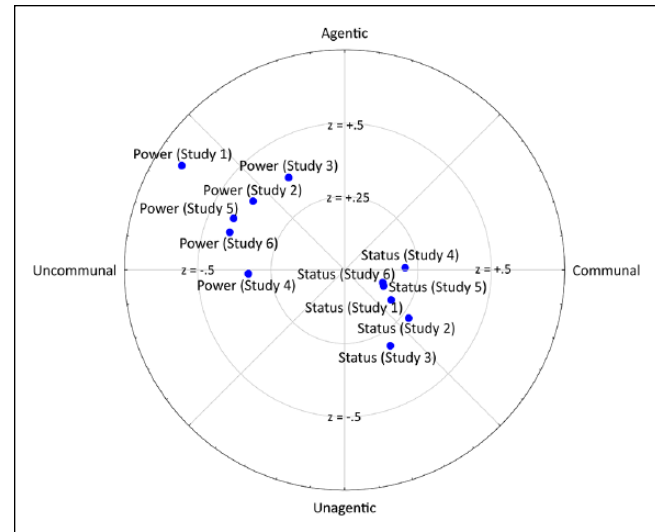 Agentic
z = +.5
Power (Study 1)
Power (Study 3)
Power (Study 2)
z = +.25
Power (Study 5)
Power (Study 6)
Status (Study 4)
Uncommunal
z = -.5
Status (Study 6)
z = +.5
Communal
Power (Study 4)
Status (Study 5)
Status (Study 1)
Status (Study 2)
Status (Study 3)
z = -.5
Unagentic